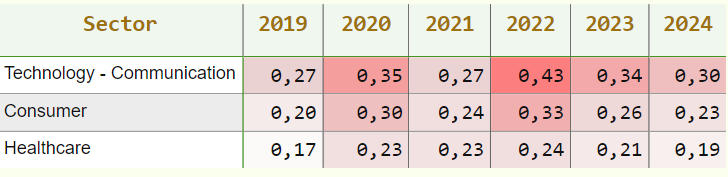 Sector 2019 2020 2021 2022 2023 2024
Technology - Communication 0,27 0,35 0,27 0,43 0,34 0,30
Consumer 0,20 0,30 0,24 0,33 0,26 0,23
Healthcare 0,17 0,23 0,23 0,24 0,21 0,19